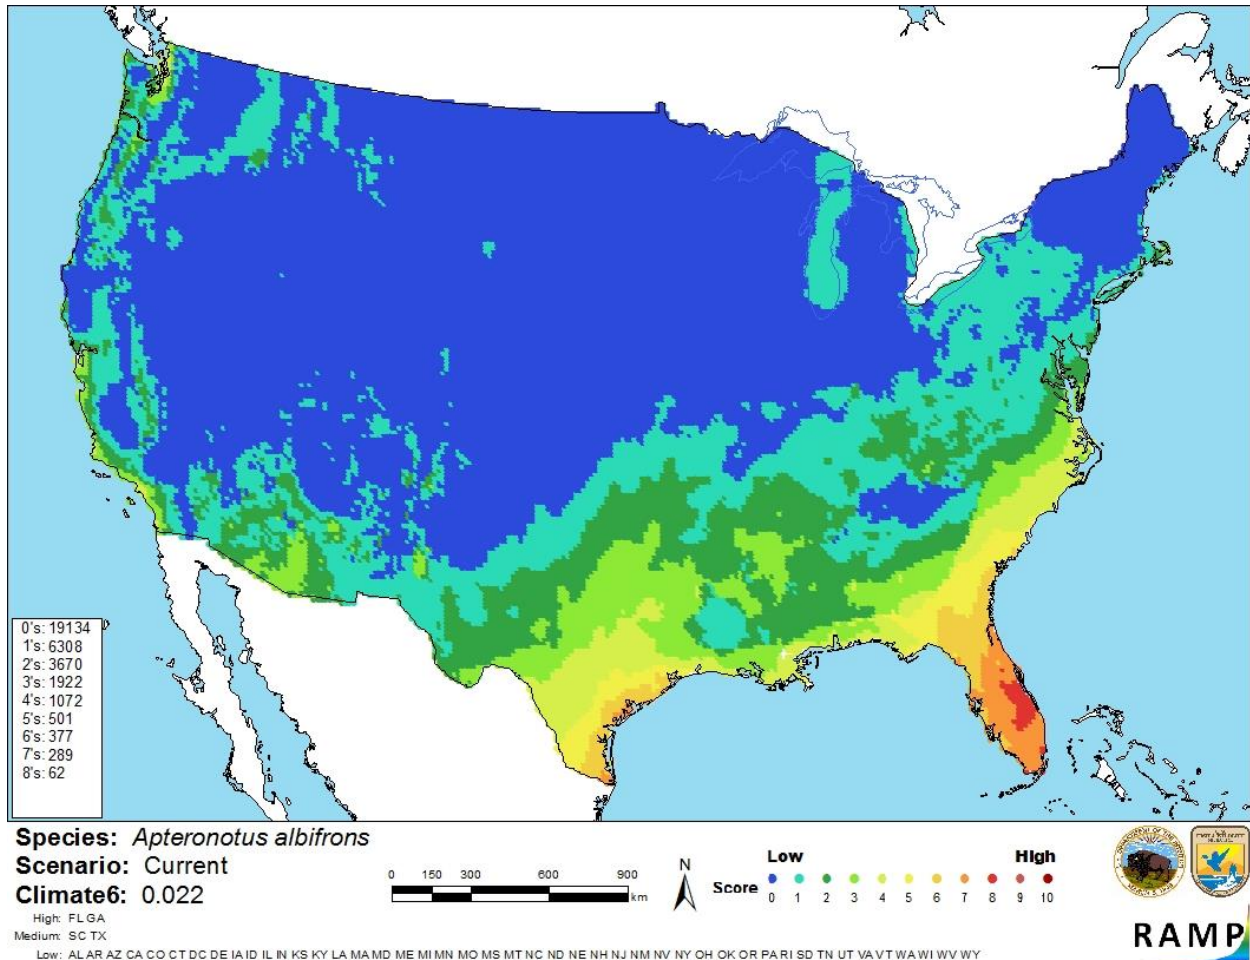 0's: 19134
1's: 6308
2's: 3670
3's: 1922
4's: 1072
5's: 501
6's: 377
7's: 289
8's: 62
Species: Apteronotus albifrons
Scenario: Current
Climate6: 0.022
High: FL GA
Medium: SC TX
Low: AL AR AZ CA CO CT DC DE IA ID IL IN KS KY LA MA MD ME MI MN MO MS MT NC ND NE NH NJ NM NV NY OH OK OR PA RI SD TN UT VA VT WA WI WV WY
0 150 300 600 900
km
N
Low High
Score 0 1 2 3 4 5 6 7 8 9 10
RAMP